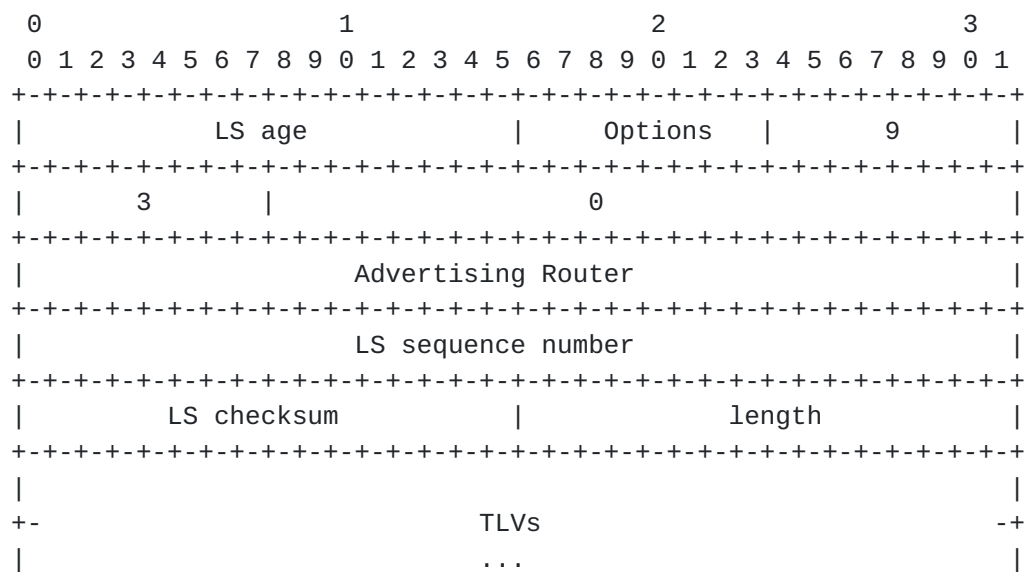 0                   1                   2                   3
 0 1 2 3 4 5 6 7 8 9 0 1 2 3 4 5 6 7 8 9 0 1 2 3 4 5 6 7 8 9 0 1
+-+-+-+-+-+-+-+-+-+-+-+-+-+-+-+-+-+-+-+-+-+-+-+-+-+-+-+-+-+-+-+-+
|            LS age             |     Options   |       9       |
+-+-+-+-+-+-+-+-+-+-+-+-+-+-+-+-+-+-+-+-+-+-+-+-+-+-+-+-+-+-+-+-+
|       3       |                    0                          |
+-+-+-+-+-+-+-+-+-+-+-+-+-+-+-+-+-+-+-+-+-+-+-+-+-+-+-+-+-+-+-+-+
|                     Advertising Router                        |
+-+-+-+-+-+-+-+-+-+-+-+-+-+-+-+-+-+-+-+-+-+-+-+-+-+-+-+-+-+-+-+-+
|                     LS sequence number                        |
+-+-+-+-+-+-+-+-+-+-+-+-+-+-+-+-+-+-+-+-+-+-+-+-+-+-+-+-+-+-+-+-+
|         LS checksum           |             length            |
+-+-+-+-+-+-+-+-+-+-+-+-+-+-+-+-+-+-+-+-+-+-+-+-+-+-+-+-+-+-+-+-+
|                                                               |
+-                            TLVs                             -+
|                             ...                               |